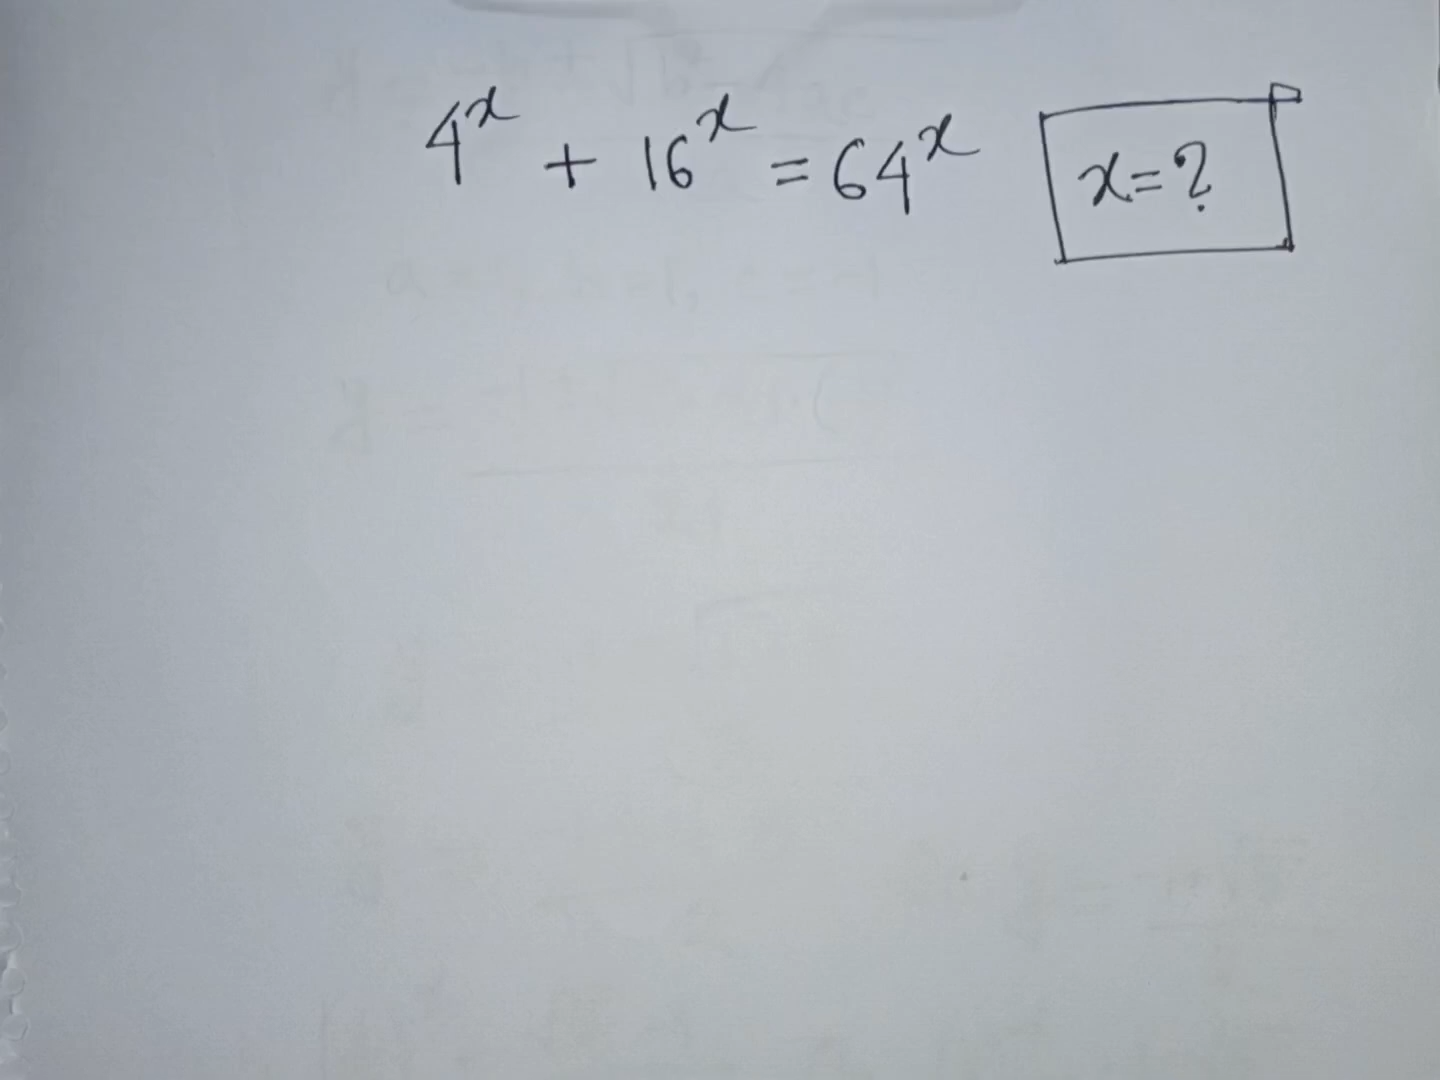 4^x + 16^x = 64^x x=?